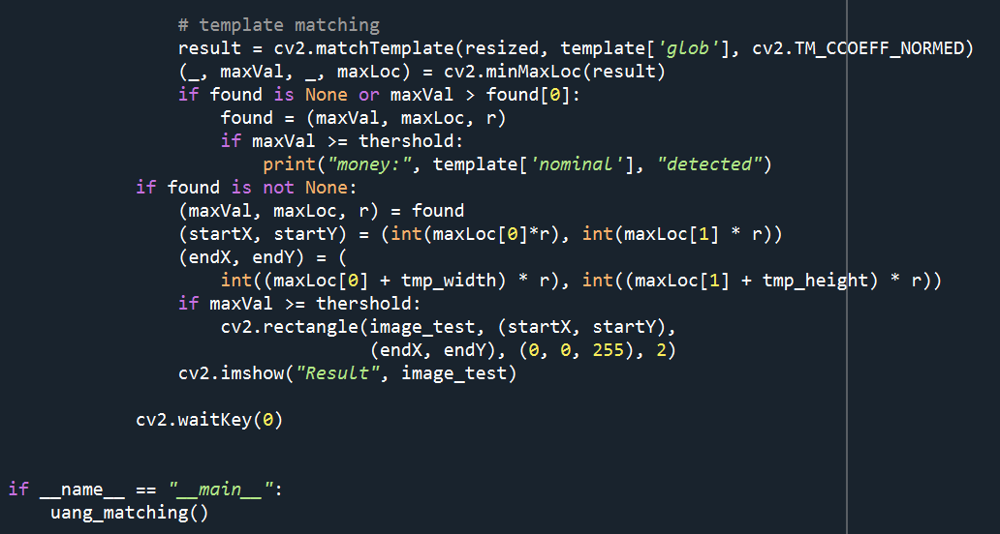 # template matching
result = cv2.matchTemplate(resized, template['glob'], cv2.TM_CCOEFF_NORMED)
(_, maxVal, _, maxLoc) = cv2.minMaxLoc(result)
if found is None or maxVal > found[0]:
found = (maxVal, maxLoc, r)
if maxVal >= thershold:
print("money:", template['nominal'], "detected")
if found is not None:
(maxVal, maxLoc, r) = found
(startX, startY) = (int(maxLoc[0]*r), int(maxLoc[1] * r))
(endX, endY) = (
int((maxLoc[0] + tmp_width) * r), int((maxLoc[1] + tmp_height) * r))
if maxVal >= thershold:
cv2.rectangle(image_test, (startX, startY),
(endX, endY), (0, 0, 255), 2)
cv2.imshow("Result", image_test)
cv2.waitKey(0)
if __name__ == "__main__":
uang_matching()